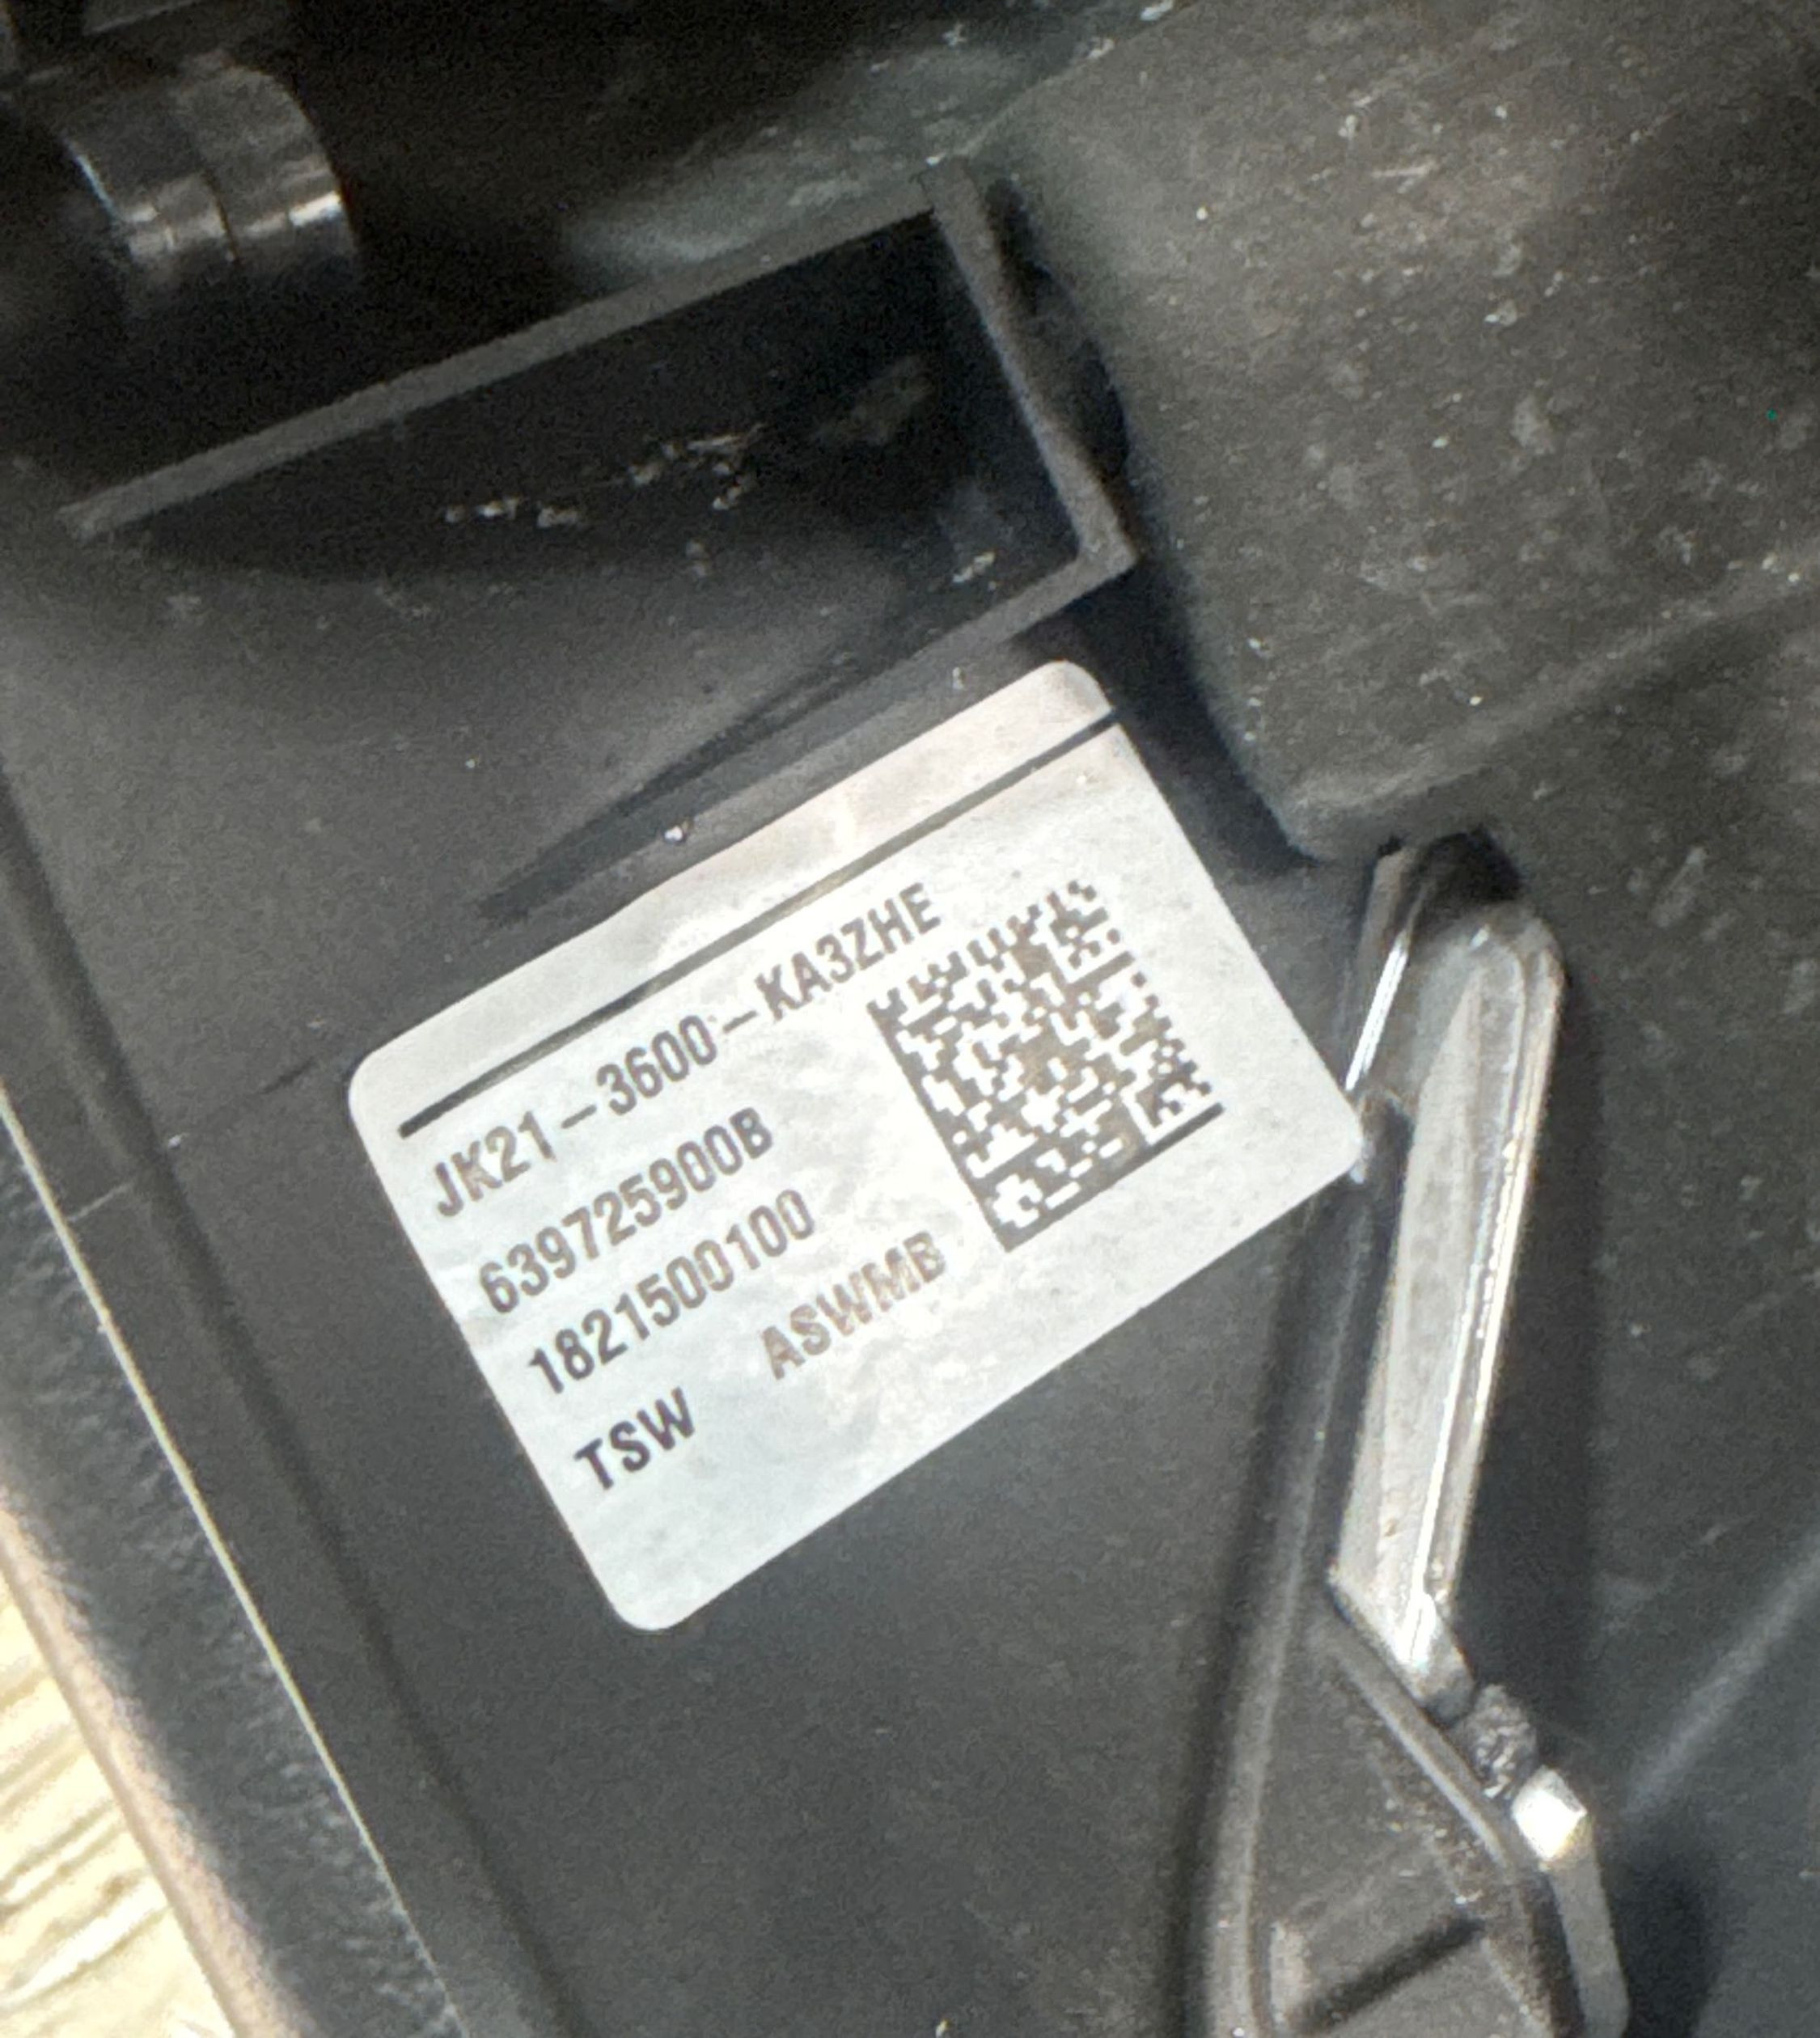 JK21-3600-KA3ZHE
639725900B
1821500100
TSW ASWMB